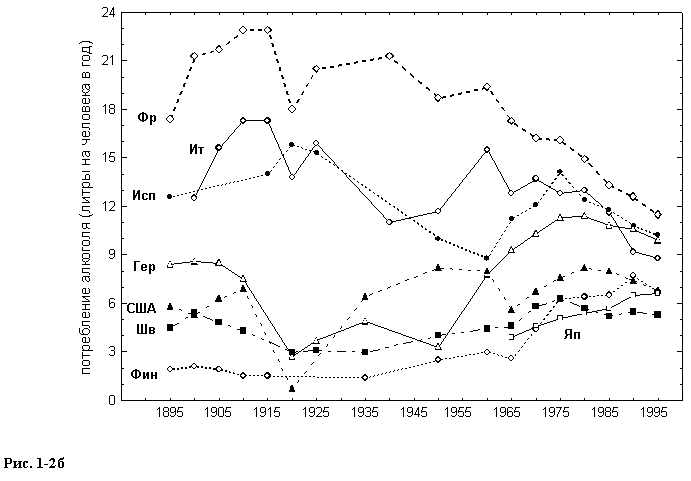 потребление алкоголя (литры на человека в год)
24
21
18
15
12
9
6
3
0
Фр
Ит
Исп
Гер
США
Шв
Фин
Яп
1895 1905 1915 1925 1935 1945 1955 1965 1975 1985 1995
Рис. 1-2б